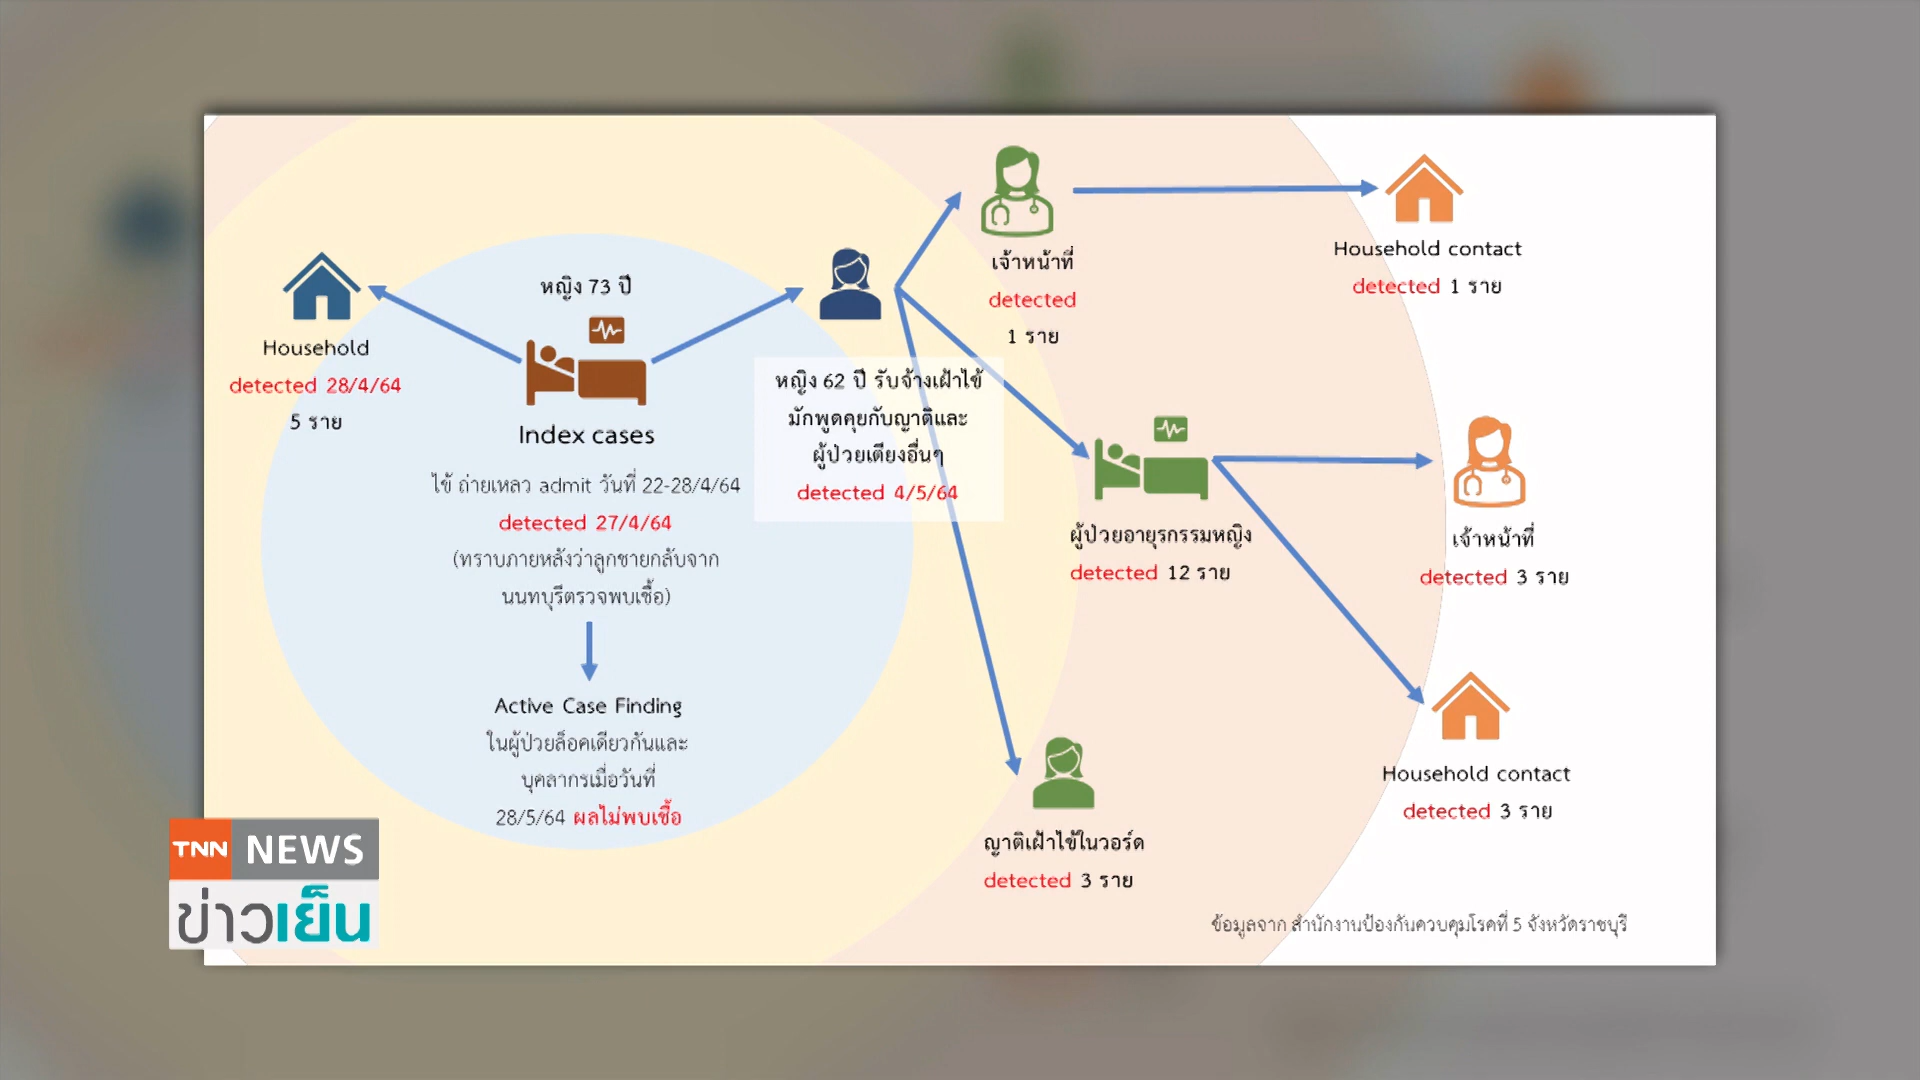 หญิง 73 ปี
Household
detected 28/4/64
5 ราย
Index cases
ไข้ ถ่ายเหลว admit วันที่ 22-28/4/64
detected 27/4/64
(ทราบภายหลังว่าลูกชายกลับจาก
นนทบุรีตรวจพบเชื้อ)
Active Case Finding
ในผู้ป่วยล็อคเดียวกันและ
บุคลากรเมื่อวันที่
28/5/64 ผลไม่พบเชื้อ
หญิง 62 ปี รับจ้างเฝ้าไข้
มักพูดคุยกับญาติและ
ผู้ป่วยเตียงอื่นๆ
detected 4/5/64
เจ้าหน้าที่
detected
1 ราย
Household contact
detected 1 ราย
ผู้ป่วยอายุรกรรมหญิง
detected 12 ราย
เจ้าหน้าที่
detected 3 ราย
Household contact
detected 3 ราย
ญาติเฝ้าไข้ในวอร์ด
detected 3 ราย
ข้อมูลจาก สำนักงานป้องกันควบคุมโรคที่ 5 จังหวัดราชบุรี
TNN NEWS
ข่าวเย็น